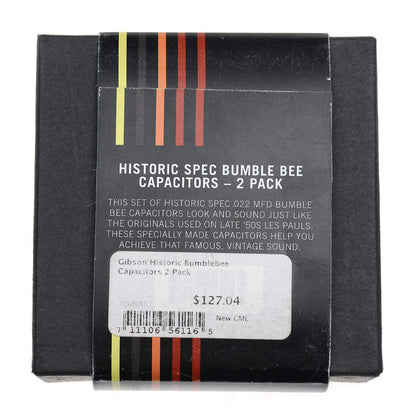 HISTORIC SPEC BUMBLE BEE
CAPACITORS – 2 PACK
THIS SET OF HISTORIC SPEC .022 MFD BUMBLE
BEE CAPACITORS LOOK AND SOUND JUST LIKE
THE ORIGINALS USED ON LATE '50S LES PAULS.
THESE SPECIALLY MADE CAPACITORS HELP YOU
ACHIEVE THAT FAMOUS, VINTAGE SOUND.
Gibson Historic Bumblebee
Capacitors 2 Pack
$127.04
New CME
7 11106 56116 5